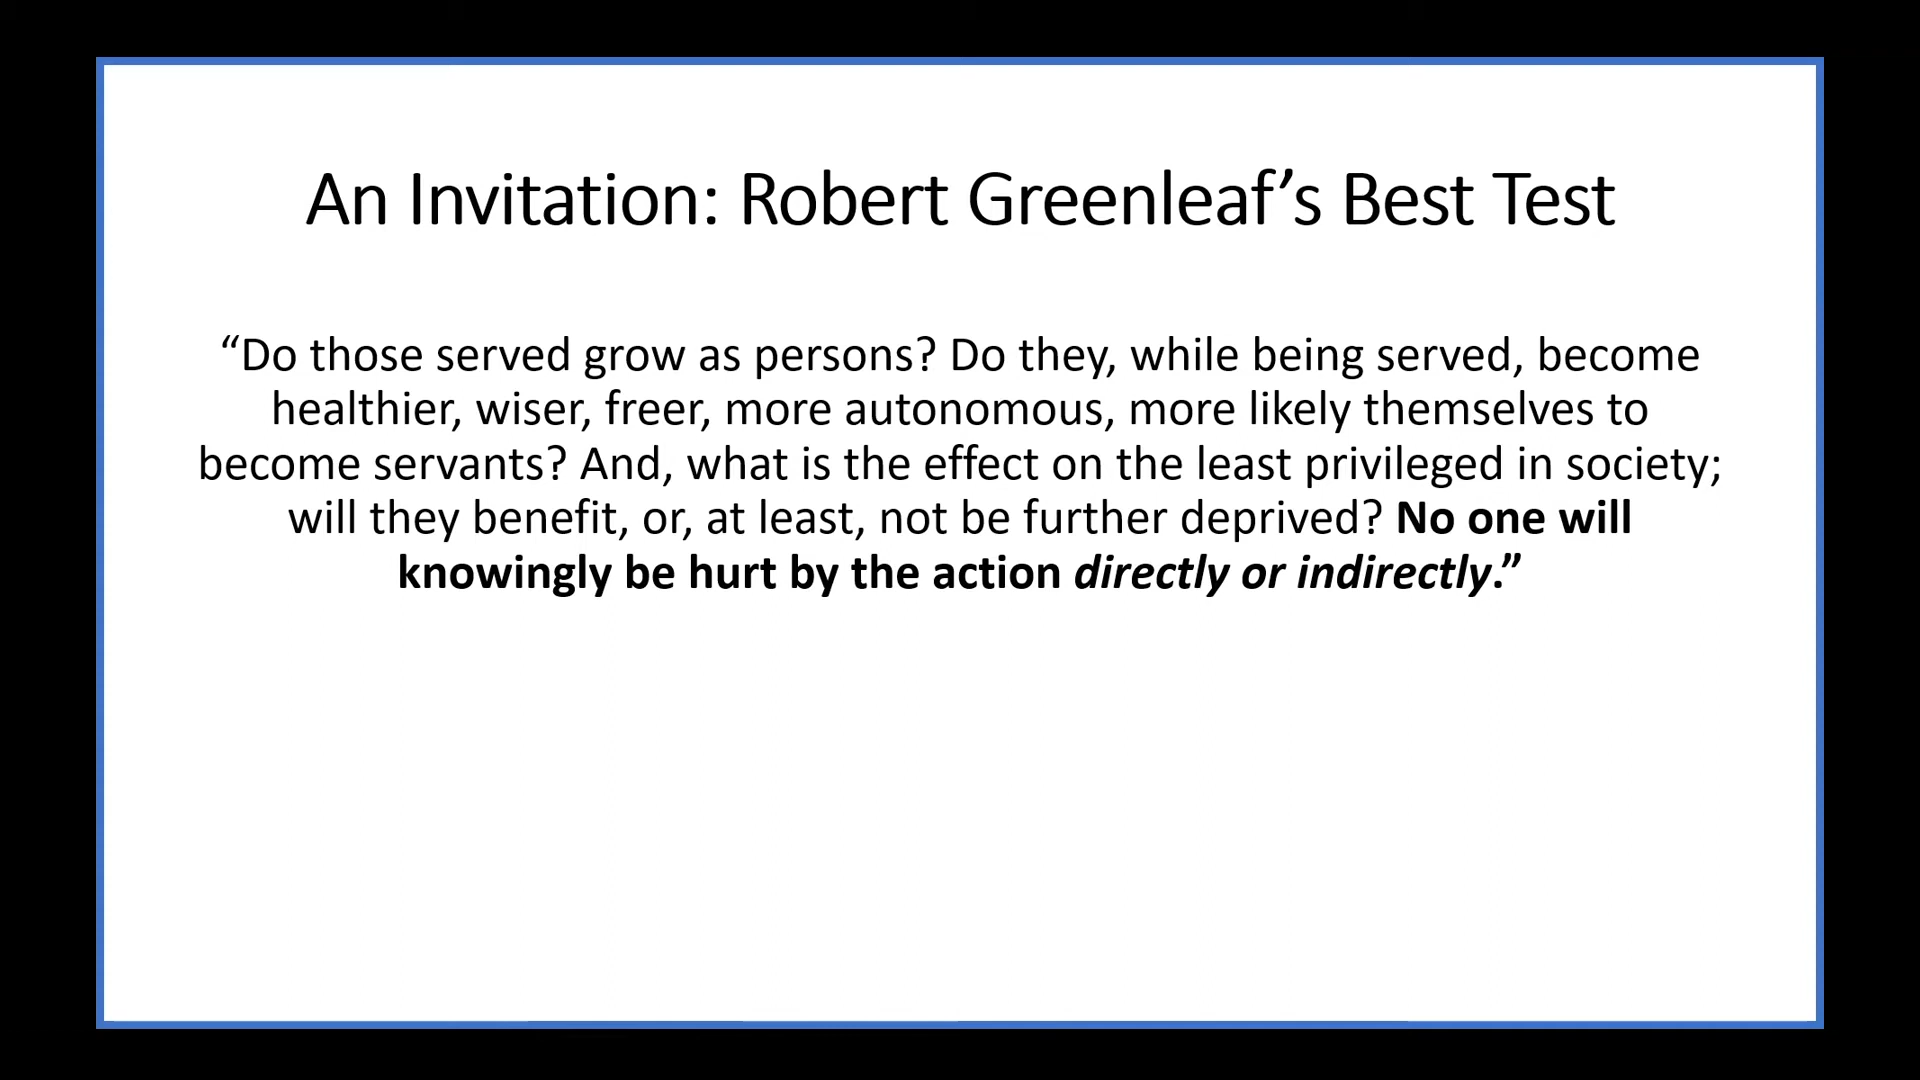 An Invitation: Robert Greenleaf’s Best Test
“Do those served grow as persons? Do they, while being served, become
healthier, wiser, freer, more autonomous, more likely themselves to
become servants? And, what is the effect on the least privileged in society;
will they benefit, or, at least, not be further deprived? No one will
knowingly be hurt by the action directly or indirectly.”